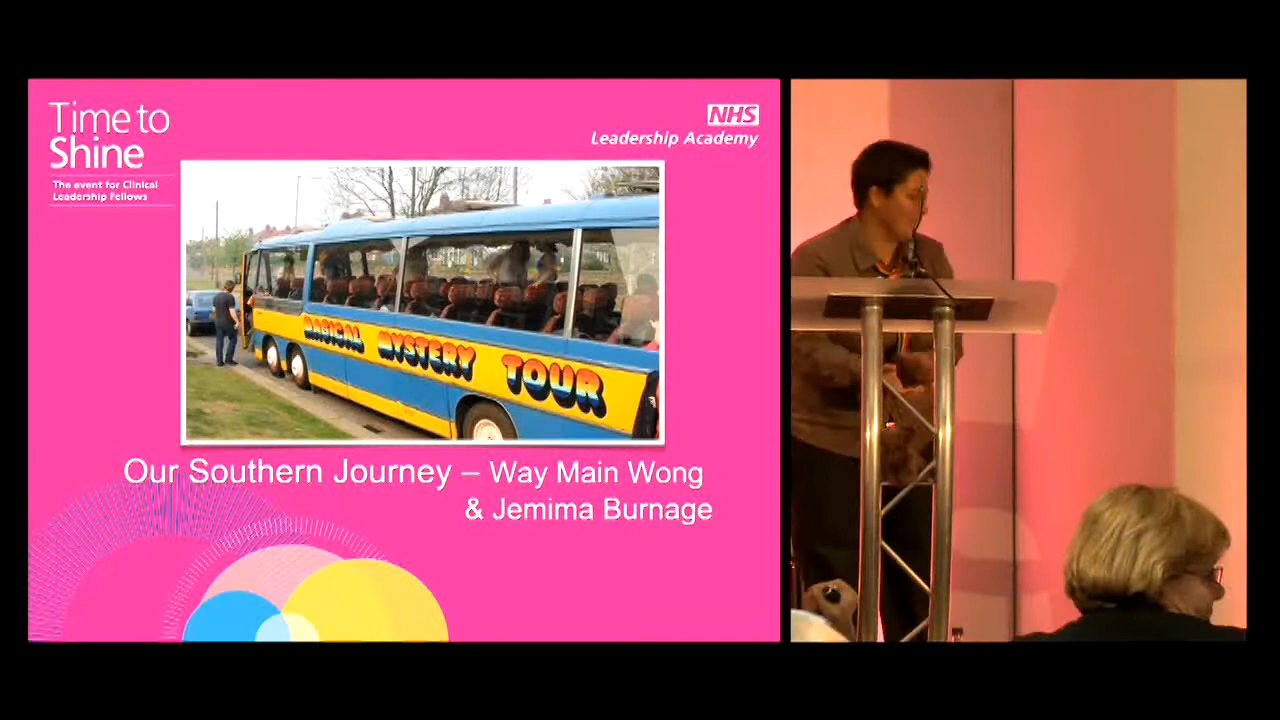 Time to
Shine
The event for Clinical
Leadership Fellows
NHS
Leadership Academy
MAGICAL MYSTERY TOUR
Our Southern Journey – Way Main Wong
& Jemima Burnage